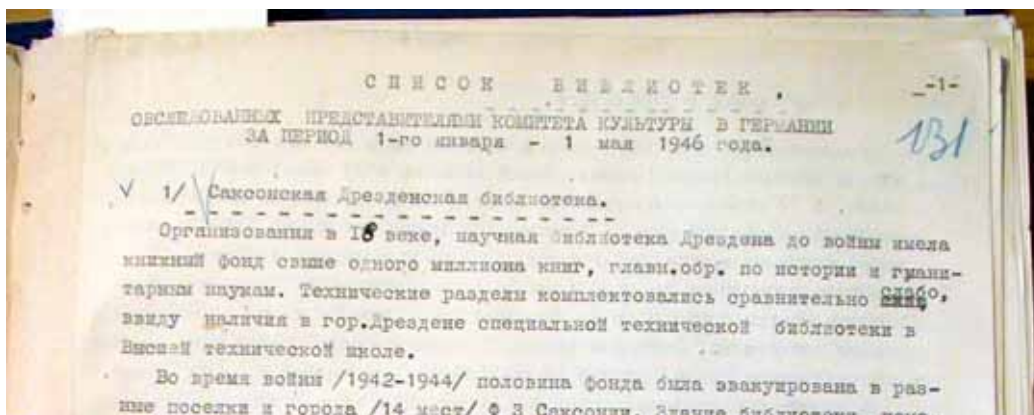 СПИСОК БИБЛИОТЕК,
-1-
ОБСЛЕДОВАННЫХ ПРЕДСТАВИТЕЛЯМИ КОМИТЕТА КУЛЬТУРЫ В ГЕРМАНИИ
ЗА ПЕРИОД 1-го января - 1 мая 1946 года.
131
V 1/ Саксонская Дрезденская библиотека.
Организования в 18 веке, научная библиотека Дрездена до войны имела
книжный фонд свыше одного миллиона книг, главн.обр. по истории и гмани-
тарным наукам. Технические разделы комплектовались сравнительно слабо,
ввиду наличия в гор.Дрездене специальной технической библиотеки в
Высшей технической школе.
Во время войны /1942-1944/ половина фонда была эвакуирована в раз-
ные поселки и города /14 мест/ Ф З Саксонии. Здание библиотеки